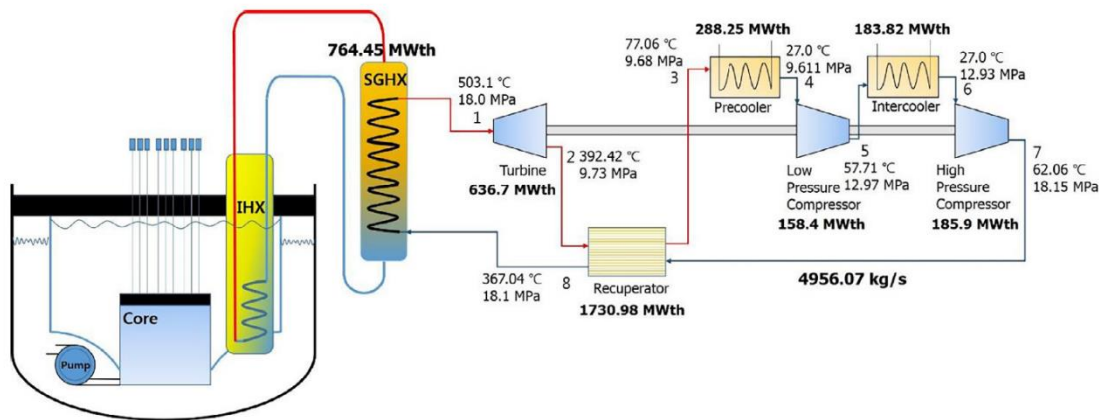 764.45 MWth
SGHX
503.1 ℃
18.0 MPa
1
Turbine
636.7 MWth
2
392.42 ℃
9.73 MPa
77.06 ℃
9.68 MPa
3
288.25 MWth
Precooler
27.0 ℃
9.611 MPa
4
Low
Pressure
Compressor
158.4 MWth
183.82 MWth
Intercooler
5
57.71 ℃
12.97 MPa
27.0 ℃
12.93 MPa
6
High
Pressure
Compressor
185.9 MWth
7
62.06 ℃
18.15 MPa
4956.07 kg/s
Recuperator
1730.98 MWth
367.04 ℃
18.1 MPa
8
IHX
Core
Pump